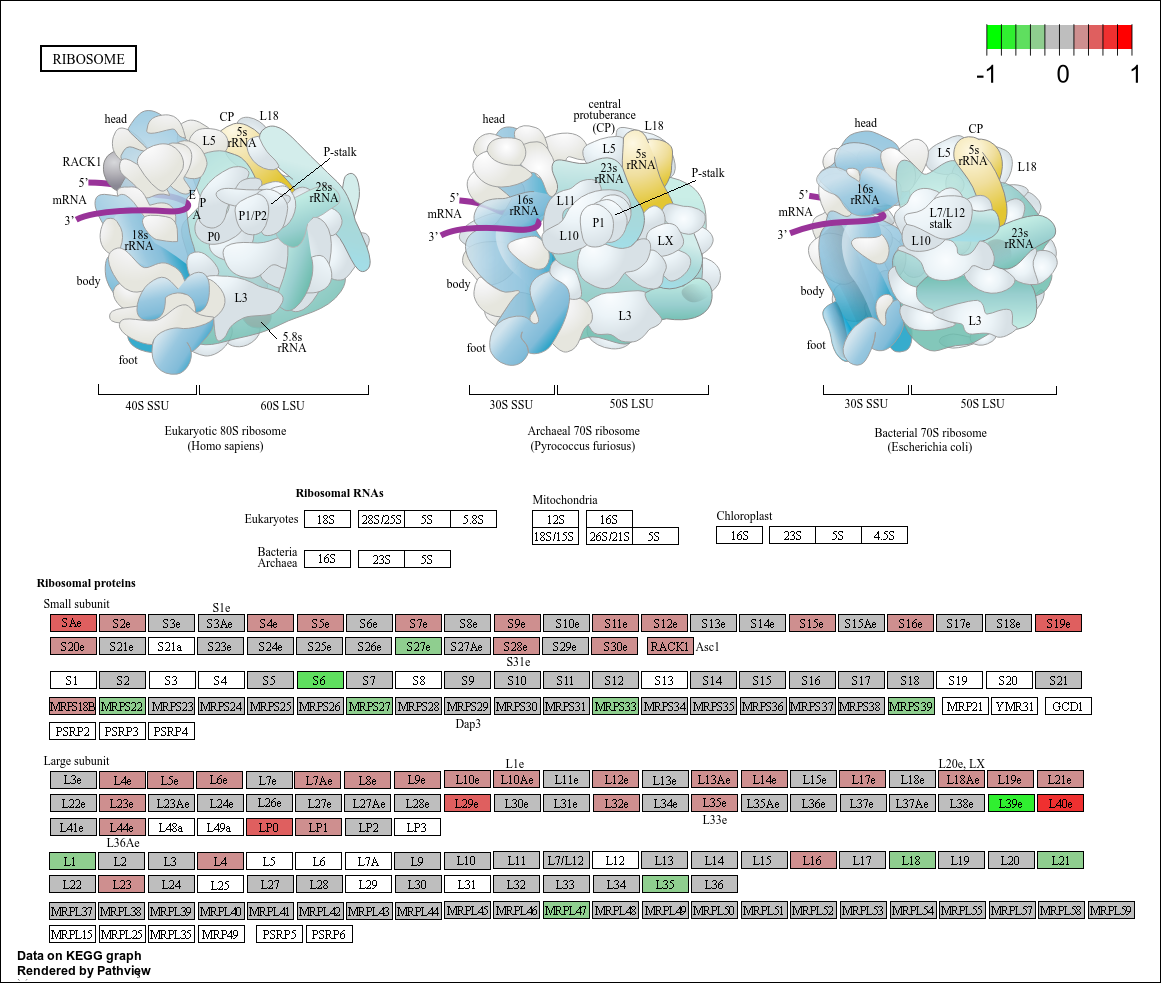 RIBOSOME
-1 0 1
head
CP
L18
L5
5s
rRNA
RACK1
P-stalk
5’
mRNA
3’
E
P
A
P1/P2
28s
rRNA
P0
18s
rRNA
body
L3
5.8s
rRNA
foot
40S SSU
60S LSU
Eukaryotic 80S ribosome
(Homo sapiens)
central
protuberance
(CP)
head
L18
L5
5s
rRNA
23s
rRNA
P-stalk
5’
mRNA
3’
16s
rRNA
L11
P1
L10
LX
body
L3
foot
30S SSU
50S LSU
Archaeal 70S ribosome
(Pyrococcus furiosus)
head
CP
L5
5s
rRNA
L18
5’
mRNA
3’
16s
rRNA
L7/L12
stalk
L10
23s
rRNA
body
L3
foot
30S SSU
50S LSU
Bacterial 70S ribosome
(Escherichia coli)
Ribosomal RNAs
Eukaryotes 18S 28S/25S 5S 5.8S
Bacteria
Archaea
16S 23S 5S
Mitochondria
12S 16S
18S/15S 26S/21S 5S
Chloroplast
16S 23S 5S 4.5S
Ribosomal proteins
Small subunit
S1e
SAe S2e S3e S3Ae S4e S5e S6e S7e S8e S9e S10e S11e S12e S13e S14e S15e S15Ae S16e S17e S18e S19e
S20e S21e S21a S23e S24e S25e S26e S27e S27Ae S28e S29e S30e RACK1 Asc1
S31e
S1 S2 S3 S4 S5 S6 S7 S8 S9 S10 S11 S12 S13 S14 S15 S16 S17 S18 S19 S20 S21
MRPS18B MRPS22 MRPS23 MRPS24 MRPS25 MRPS26 MRPS27 MRPS28 MRPS29 MRPS30 MRPS31 MRPS33 MRPS34 MRPS35 MRPS36 MRPS37 MRPS38 MRPS39 MRP21 YMR31 GCD1
Dap3
PSRP2 PSRP3 PSRP4
Large subunit
L1e
L20e, LX
L3e L4e L5e L6e L7e L7Ae L8e L9e L10e L10Ae L11e L12e L13e L13Ae L14e L15e L17e L18e L18Ae L19e L21e
L22e L23e L23Ae L24e L26e L27e L27Ae L28e L29e L30e L31e L32e L34e L35e L35Ae L36e L37e L37Ae L38e L39e L40e
L33e
L41e L44e L48a L49a LP0 LP1 LP2 LP3
L36Ae
L1 L2 L3 L4 L5 L6 L7A L9 L10 L11 L7/L12 L12 L13 L14 L15 L16 L17 L18 L19 L20 L21
L22 L23 L24 L25 L27 L28 L29 L30 L31 L32 L33 L34 L35 L36
MRPL37 MRPL38 MRPL39 MRPL40 MRPL41 MRPL42 MRPL43 MRPL44 MRPL45 MRPL46 MRPL47 MRPL48 MRPL49 MRPL50 MRPL51 MRPL52 MRPL53 MRPL54 MRPL55 MRPL57 MRPL58 MRPL59
MRPL15 MRPL25 MRPL35 MRP49 PSRP5 PSRP6
Data on KEGG graph
Rendered by Pathview